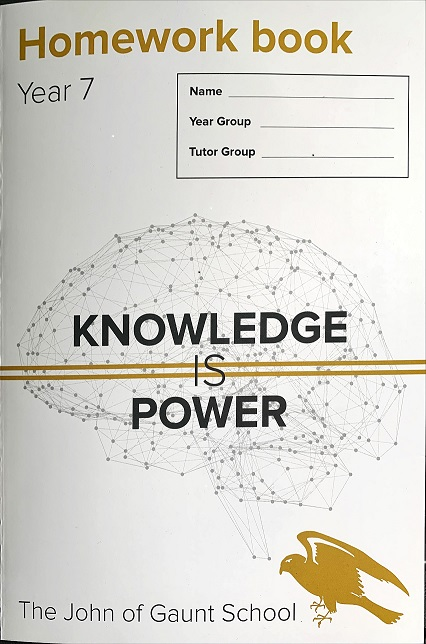 Homework book
Year 7
Name
Year Group
Tutor Group
KNOWLEDGE
IS
POWER
The John of Gaunt School